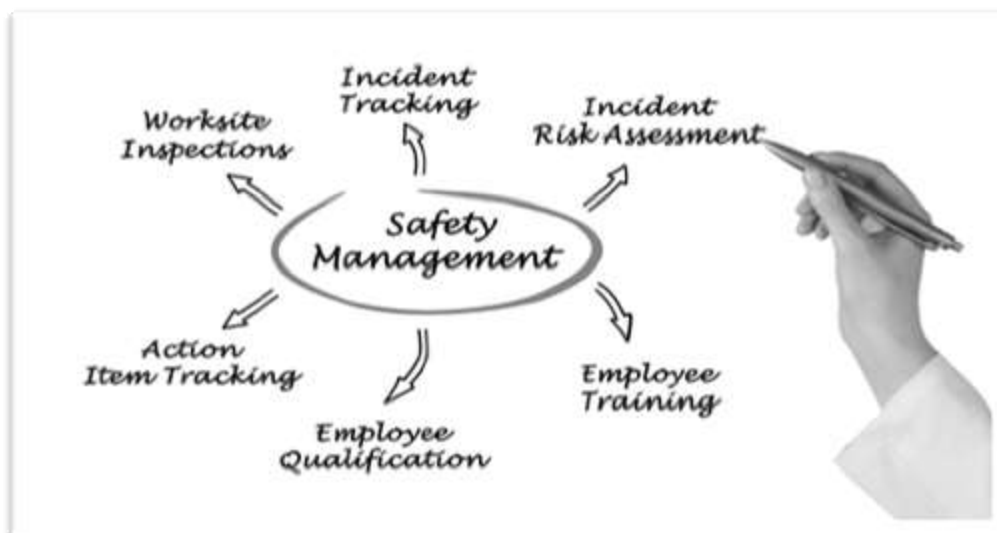 Incident
Tracking
Incident
Risk Assessment
Worksite
Inspections
Safety
Management
Action
Item Tracking
Employee
Training
Employee
Qualification